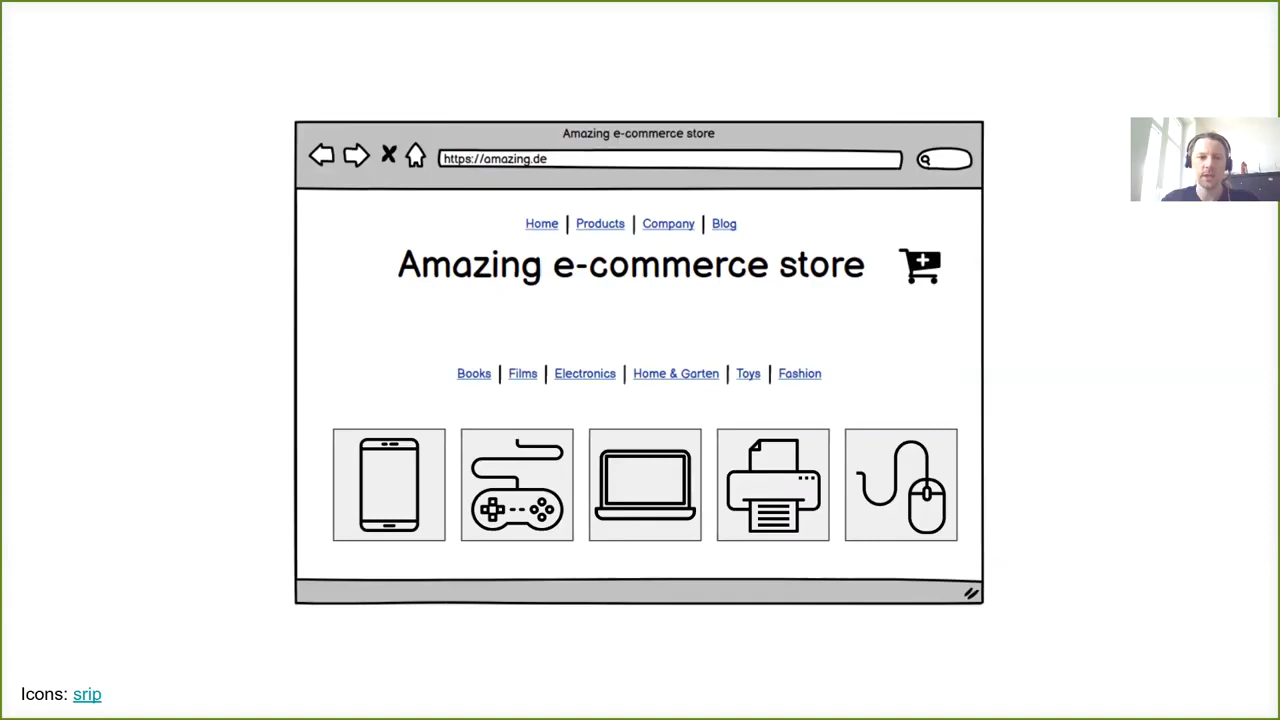 Amazing e-commerce store
https://amazing.de
Home | Products | Company | Blog
Amazing e-commerce store
Books | Films | Electronics | Home & Garten | Toys | Fashion
Icons: srip